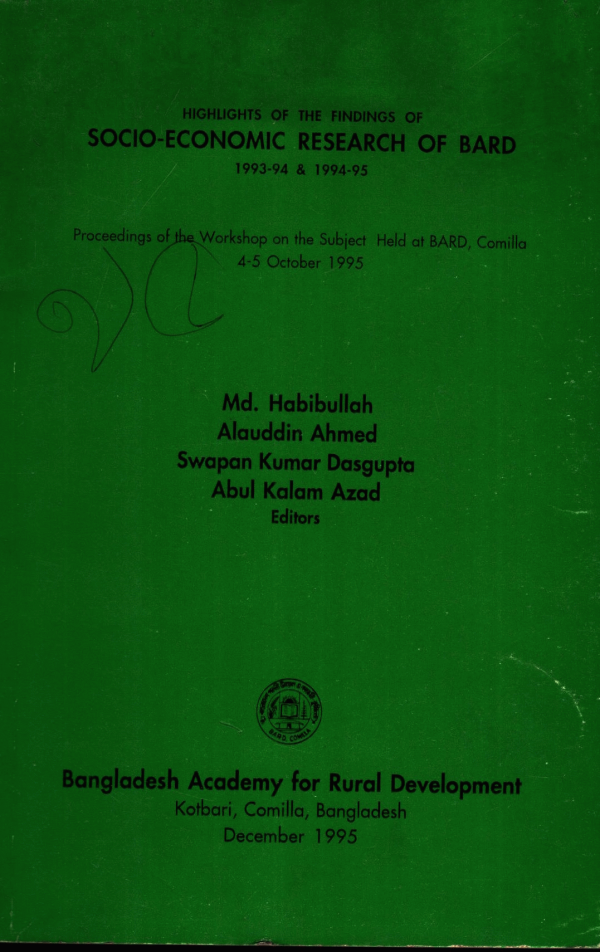 HIGHLIGHTS OF THE FINDINGS OF
SOCIO-ECONOMIC RESEARCH OF BARD
1993-94 & 1994-95
Proceedings of the Workshop on the Subject Held at BARD, Comilla
4-5 October 1995
Md. Habibullah
Alauddin Ahmed
Swapan Kumar Dasgupta
Abul Kalam Azad
Editors
BARD, COMILLA
Bangladesh Academy for Rural Development
Kotbari, Comilla, Bangladesh
December 1995